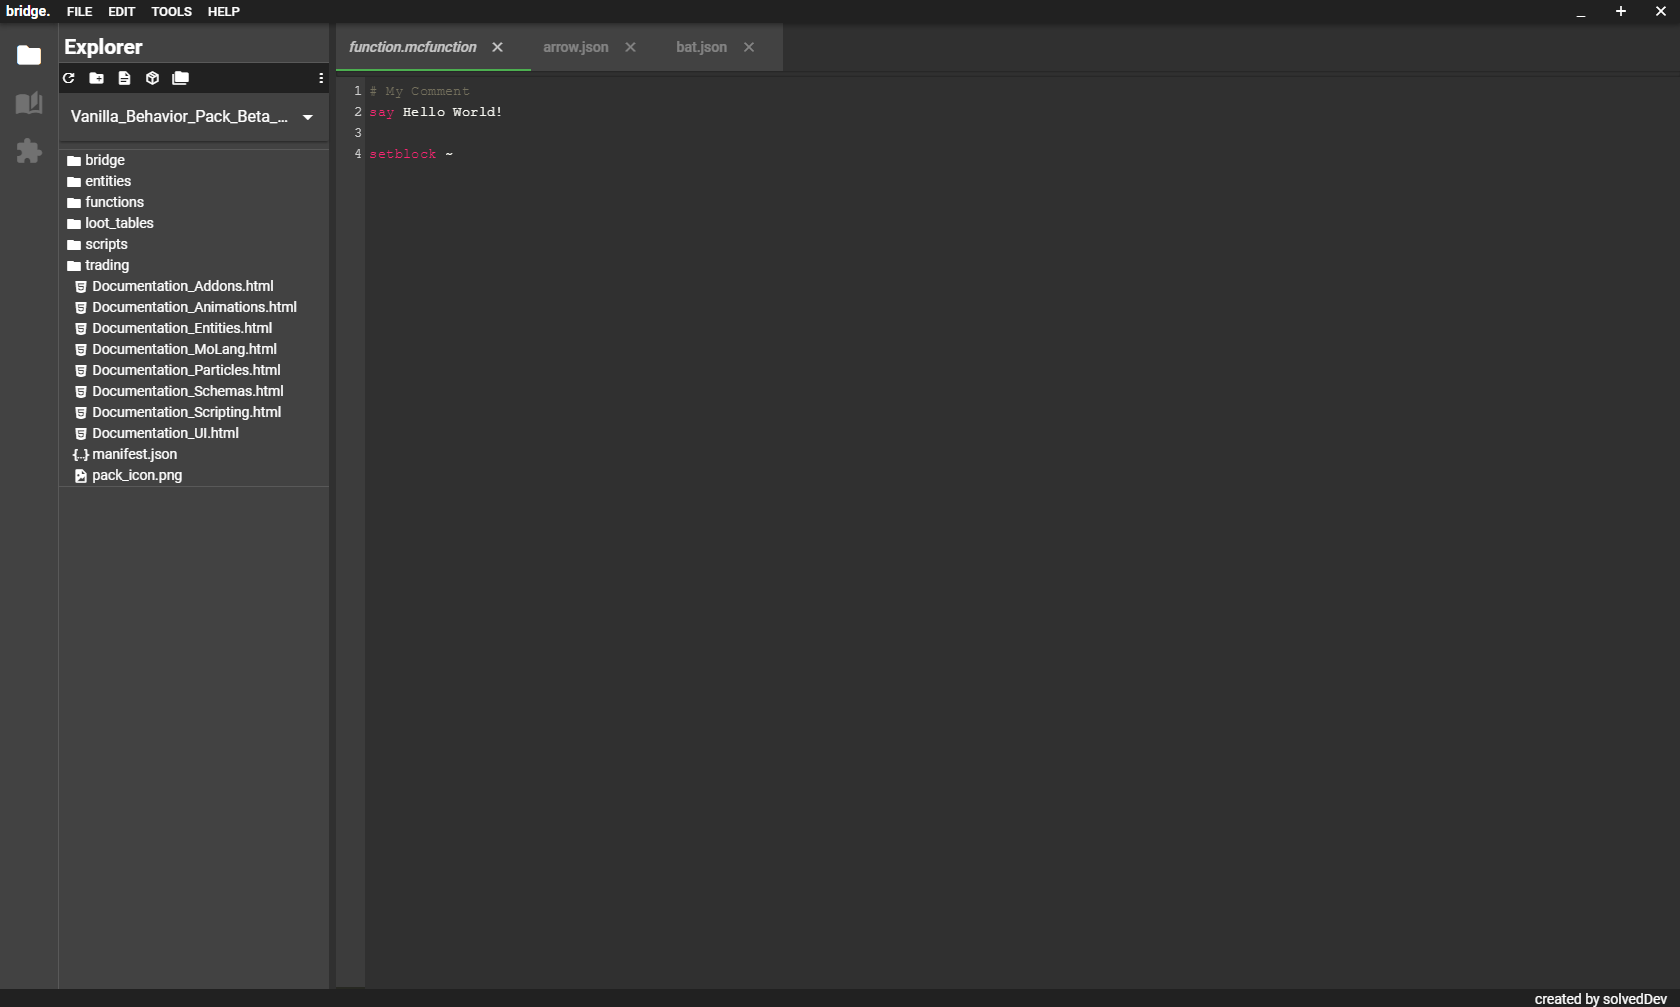 bridge. FILE EDIT TOOLS HELP
Explorer
Vanilla_Behavior_Pack_Beta_...
bridge
entities
functions
loot_tables
scripts
trading
Documentation_Addons.html
Documentation_Animations.html
Documentation_Entities.html
Documentation_MoLang.html
Documentation_Particles.html
Documentation_Schemas.html
Documentation_Scripting.html
Documentation_UI.html
{..} manifest.json
pack_icon.png
function.mcfunction arrow.json bat.json
1 # My Comment
2 say Hello World!
3
4 setblock ~
created by solvedDev